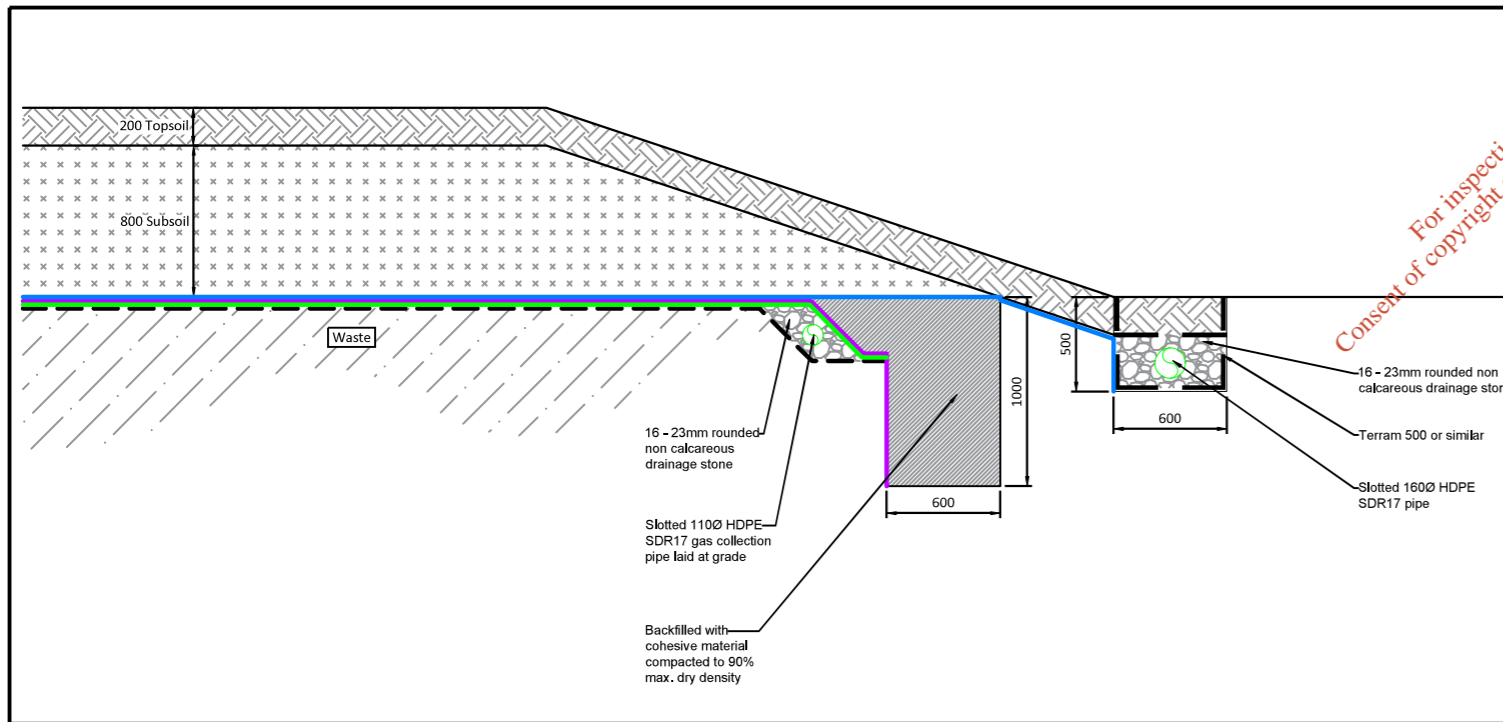 200 Topsoil
800 Subsoil
Waste
16 - 23mm rounded
non calcareous
drainage stone
Slotted 110Ø HDPE
SDR17 gas collection
pipe laid at grade
Backfilled with
cohesive material
compacted to 90%
max. dry density
600
1000
500
600
16 - 23mm rounded non
calcareous drainage
Terram 500 or similar
Slotted 160Ø HDPE
SDR17 pipe
For
Consent of copyright